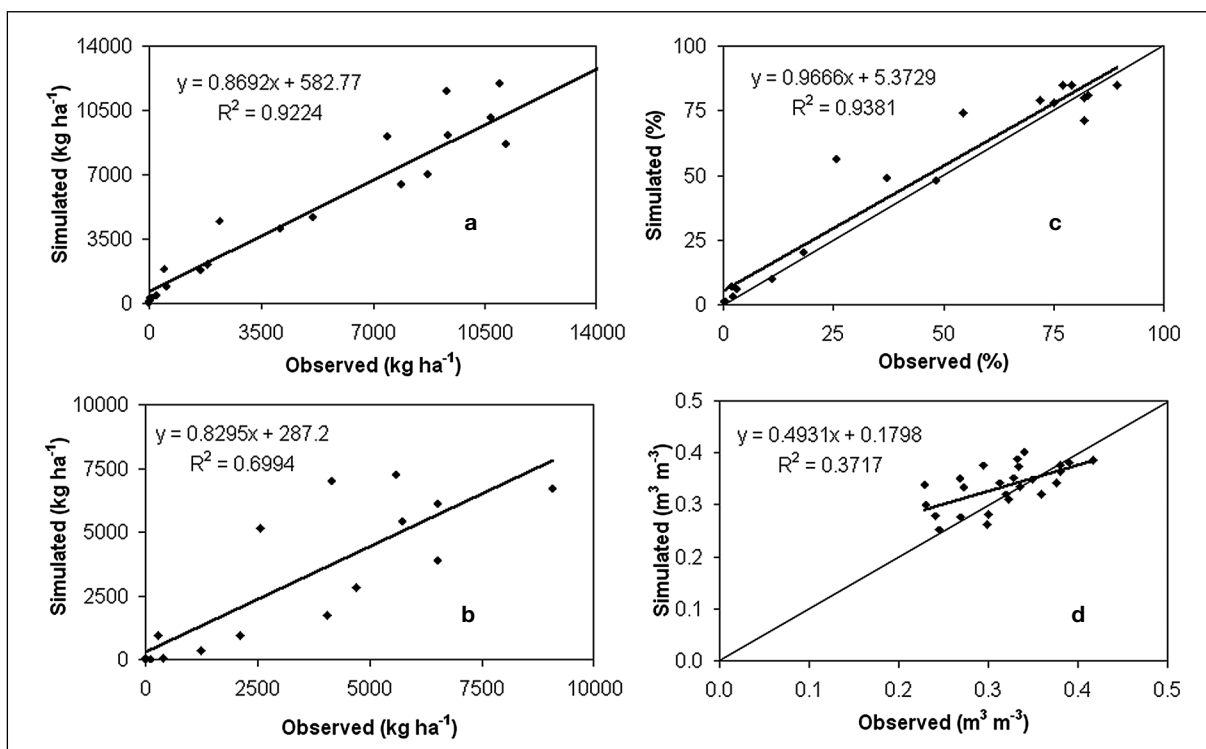 14000
10500
7000
3500
0
Simulated (kg ha⁻¹)
y = 0.8692x + 582.77
R² = 0.9224
a
0 3500 7000 10500 14000
Observed (kg ha⁻¹)
100
75
50
25
0
Simulated (%)
y = 0.9666x + 5.3729
R² = 0.9381
c
0 25 50 75 100
Observed (%)
10000
7500
5000
2500
0
Simulated (kg ha⁻¹)
y = 0.8295x + 287.2
R² = 0.6994
b
0 2500 5000 7500 10000
Observed (kg ha⁻¹)
0.5
0.4
0.3
0.2
0.1
0.0
Simulated (m³ m⁻³)
y = 0.4931x + 0.1798
R² = 0.3717
d
0.0 0.1 0.2 0.3 0.4 0.5
Observed (m³ m⁻³)